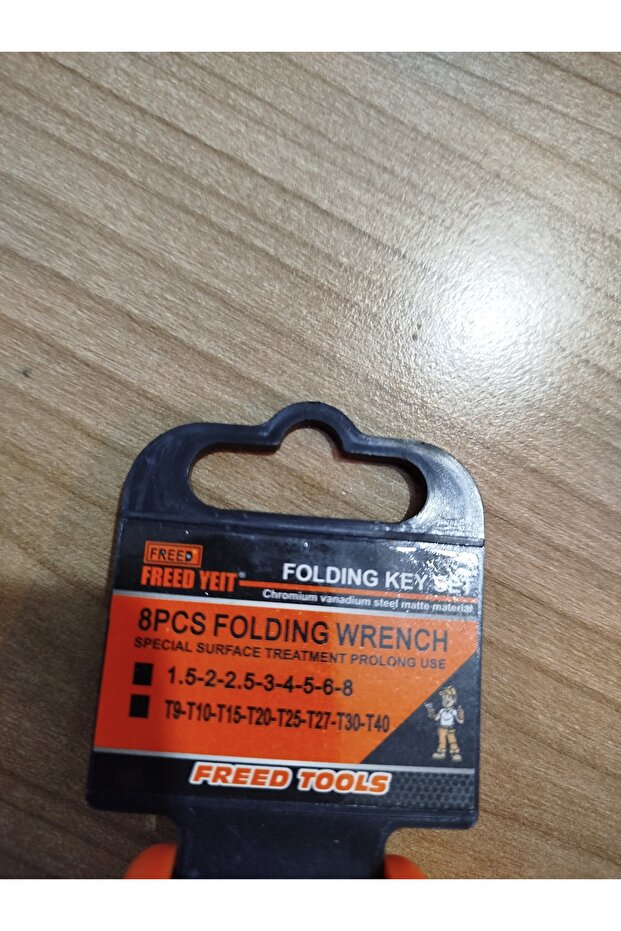 FREED
FREED YEIT®
FOLDING KEY SET
Chromium vanadium steel matte material
8PCS FOLDING WRENCH
SPECIAL SURFACE TREATMENT PROLONG USE
1.5-2-2.5-3-4-5-6-8
T9-T10-T15-T20-T25-T27-T30-T40
FREED TOOLS